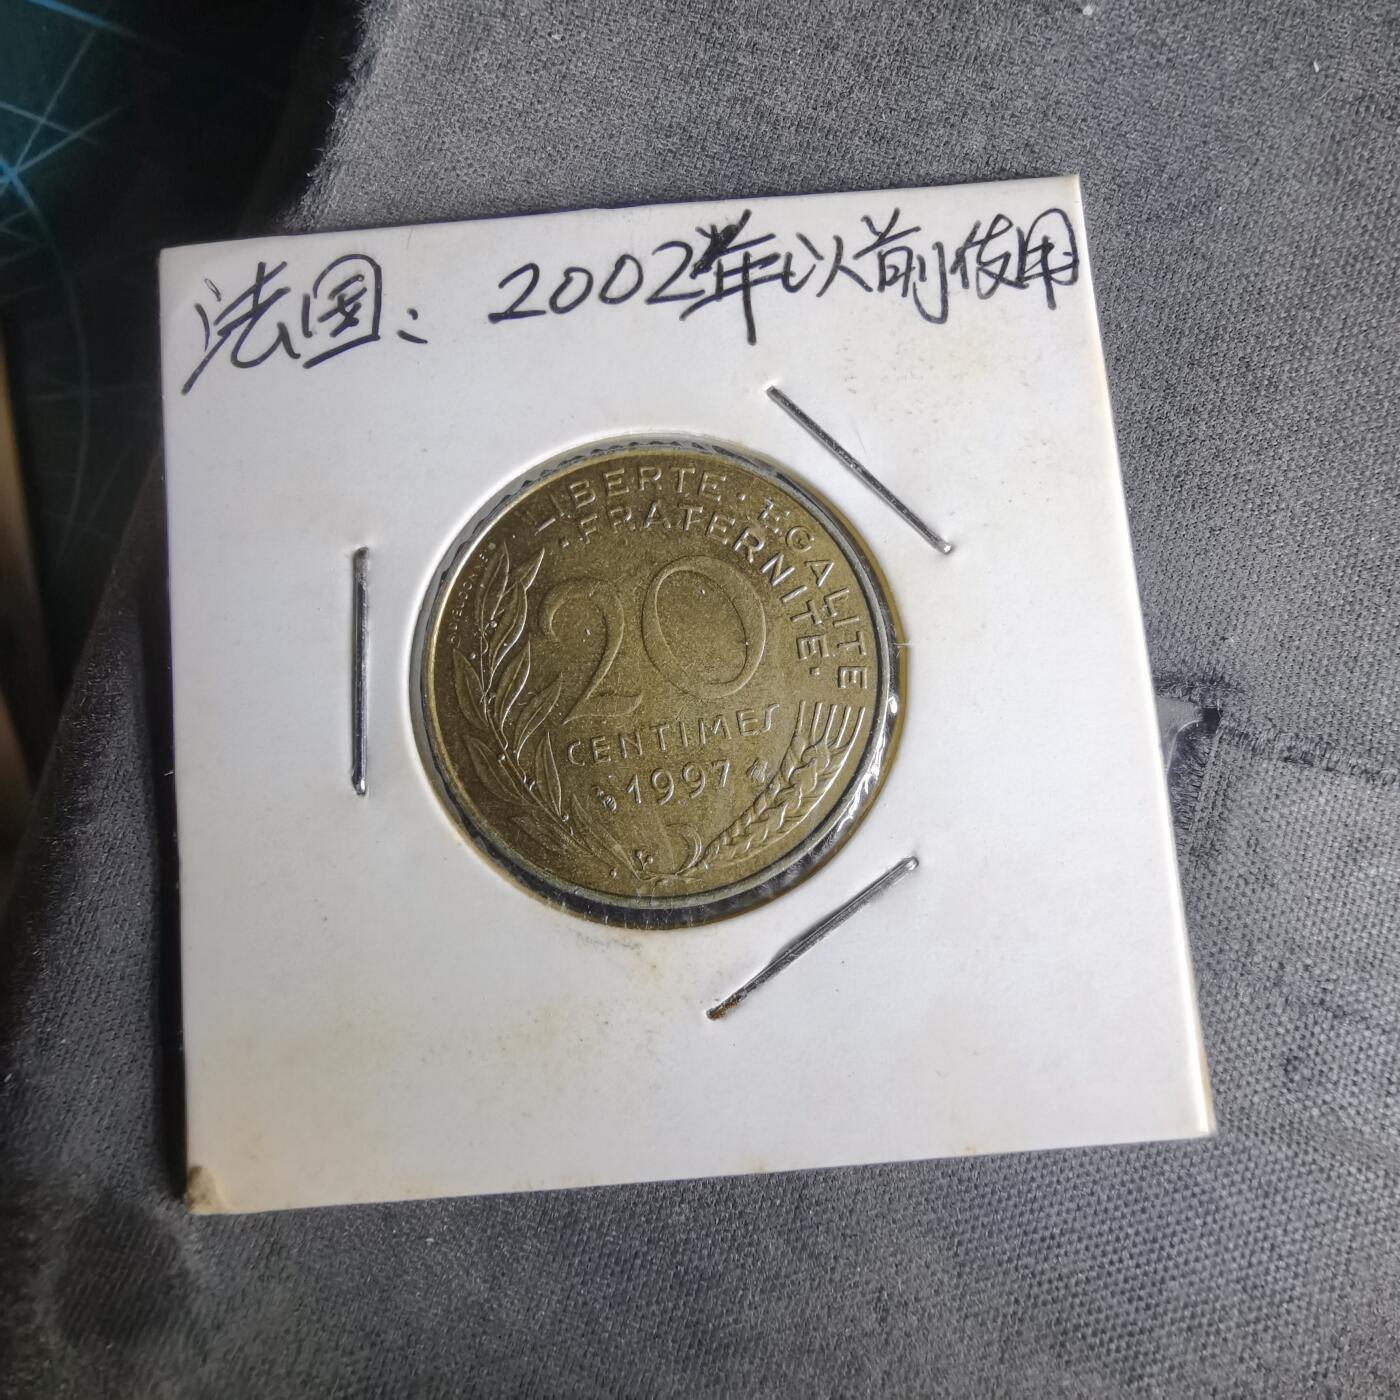 法国: 2002年以前使用
LIBERTE · EGALITE
· FRATERNITE ·
20
CENTIMES
1997